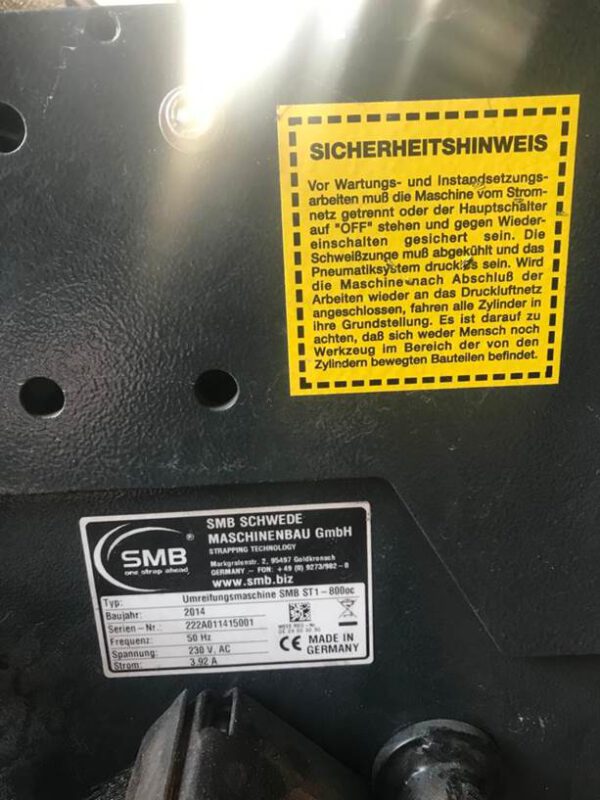 SICHERHEITSHINWEIS
Vor Wartungs- und Instandsetzungs-
arbeiten muß die Maschine vom Strom-
netz getrennt oder der Hauptschalter
auf "OFF" stehen und gegen Wieder-
einschalten gesichert sein. Die
Schweißzunge muß abgekühlt und das
Pneumatiksystem drucklos sein. Wird
die Maschine nach Abschluß der
Arbeiten wieder an das Druckluftnetz
angeschlossen, fahren alle Zylinder in
ihre Grundstellung. Es ist darauf zu
achten, daß sich weder Mensch noch
Werkzeug im Bereich der von den
Zylindern bewegten Bauteilen befindet.
SMB®
one strap ahead
SMB SCHWEDE
MASCHINENBAU GmbH
STRAPPING TECHNOLOGY
Markgrafenstr. 2, 95497 Goldkronach
GERMANY - FON: +49 (0) 9273/982-0
www.smb.biz
Typ: Umreifungsmaschine SMB ST1-800oc
Baujahr: 2014
Serien-Nr.: 222A011415001
Frequenz: 50 Hz
Spannung: 230 V, AC
Strom: 3.92 A
CE MADE IN
GERMANY